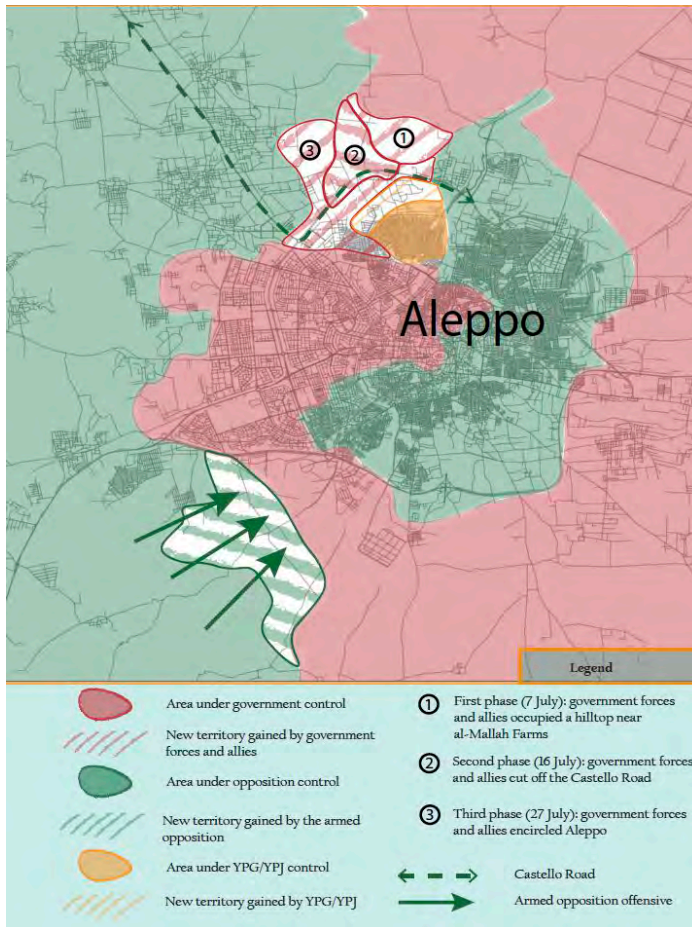 1
2
3
Aleppo
Legend
Area under government control
New territory gained by government
forces and allies
Area under opposition control
New territory gained by the armed
opposition
Area under YPG/YPJ control
New territory gained by YPG/YPJ
1 First phase (7 July): government forces
and allies occupied a hilltop near
al-Mallah Farms
2 Second phase (16 July): government forces
and allies cut off the Castello Road
3 Third phase (27 July): government forces
and allies encircled Aleppo
Castello Road
Armed opposition offensive